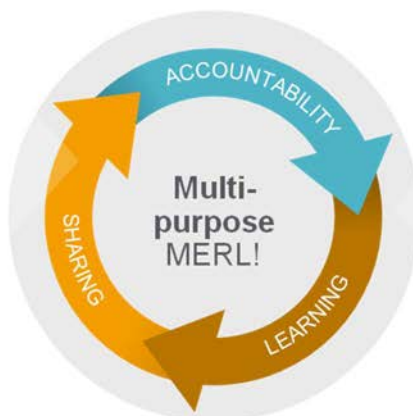 ACCOUNTABILITY
Multi-
purpose
MERL!
SHARING
LEARNING